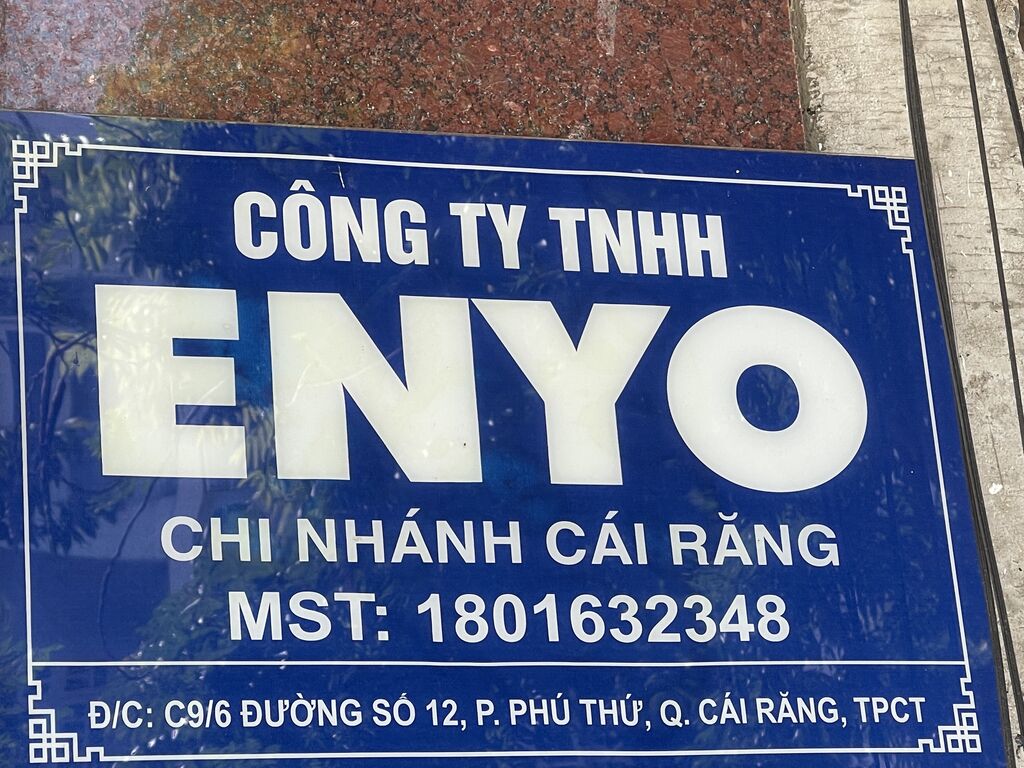 CÔNG TY TNHH
ENYO
CHI NHÁNH CÁI RĂNG
MST: 1801632348
Đ/C: C9/6 ĐƯỜNG SỐ 12, P. PHÚ THỨ, Q. CÁI RĂNG, TPCT